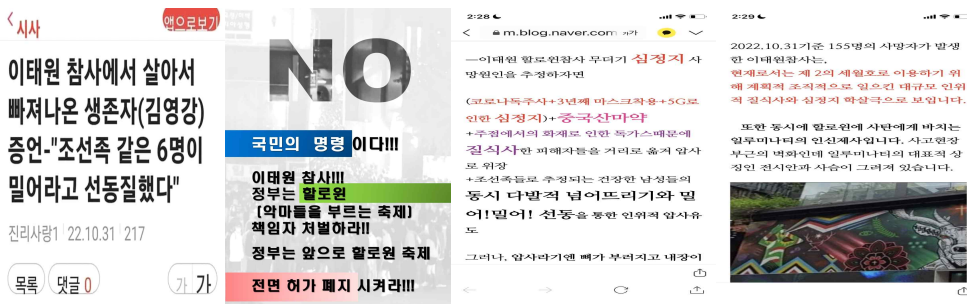 시사
앱으로보기
이태원 참사에서 살아서
빠져나온 생존자(김영강)
증언-"조선족 같은 6명이
밀어라고 선동질했다"
진리사랑1 22.10.31 217
목록 댓글 0 가 가
NO
국민의 명령이다!!!
이태원 참사!!!
정부는 할로윈
(악마들을 부르는 축제)
책임자 처벌하라!!
정부는 앞으로 할로윈 축제
전면 허가 폐지 시켜라!!!
2:28
m.blog.naver.com 가가
—이태원 할로윈참사 무더기 심정지 사
망원인을 추정하자면
(코로나독주사+3년째 마스크착용+5G로
인한 심정지)+중국산마약
+주점에서의 화재로 인한 독가스때문에
질식사한 피해자들을 거리로 옮겨 압사
로 위장
+조선족들로 추정되는 건장한 남성들의
동시 다발적 넘어뜨리기와 밀
어!밀어! 선동을 통한 인위적 압사유
도
그러나, 압사라기엔 뼈가 부러지고 내장이
2:29
2022.10.31기준 155명의 사망자가 발생
한 이태원참사는,
현재로서는 제 2의 세월호로 이용하기 위
해 계획적 조직적으로 일으킨 대규모 인위
적 질식사와 심정지 학살극으로 보입니다.
또한 동시에 할로윈에 사탄에게 바치는
일루미나티의 인신제사입니다. 사고현장
부근의 벽화인데 일루미나티의 대표적 상
징인 전시안과 사슴이 그려져 있습니다.